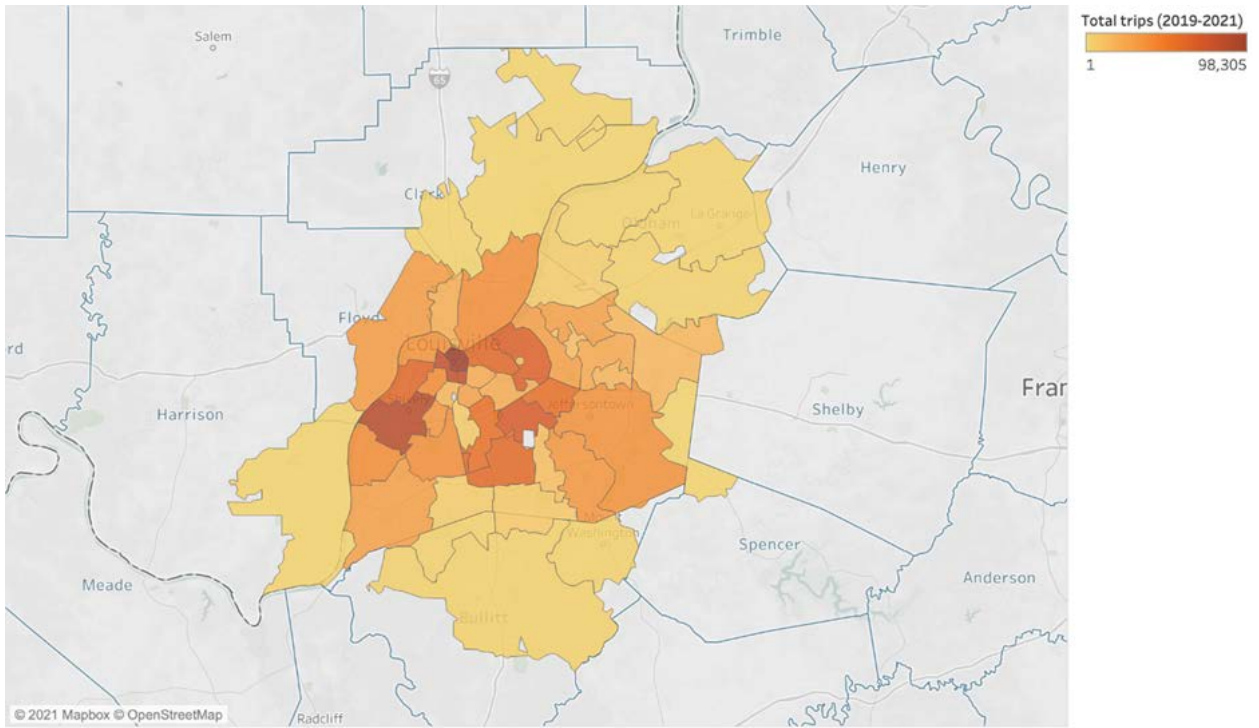 Total trips (2019-2021)
1 98,305
Salem
Trimble
65
Henry
Clark
Oldham
La Grange
Floyd
Louisville
rd
Fran
Harrison
Shively
Jeffersontown
Shelby
Washington
Spencer
Meade
Anderson
Bullitt
Radcliff
© 2021 Mapbox © OpenStreetMap